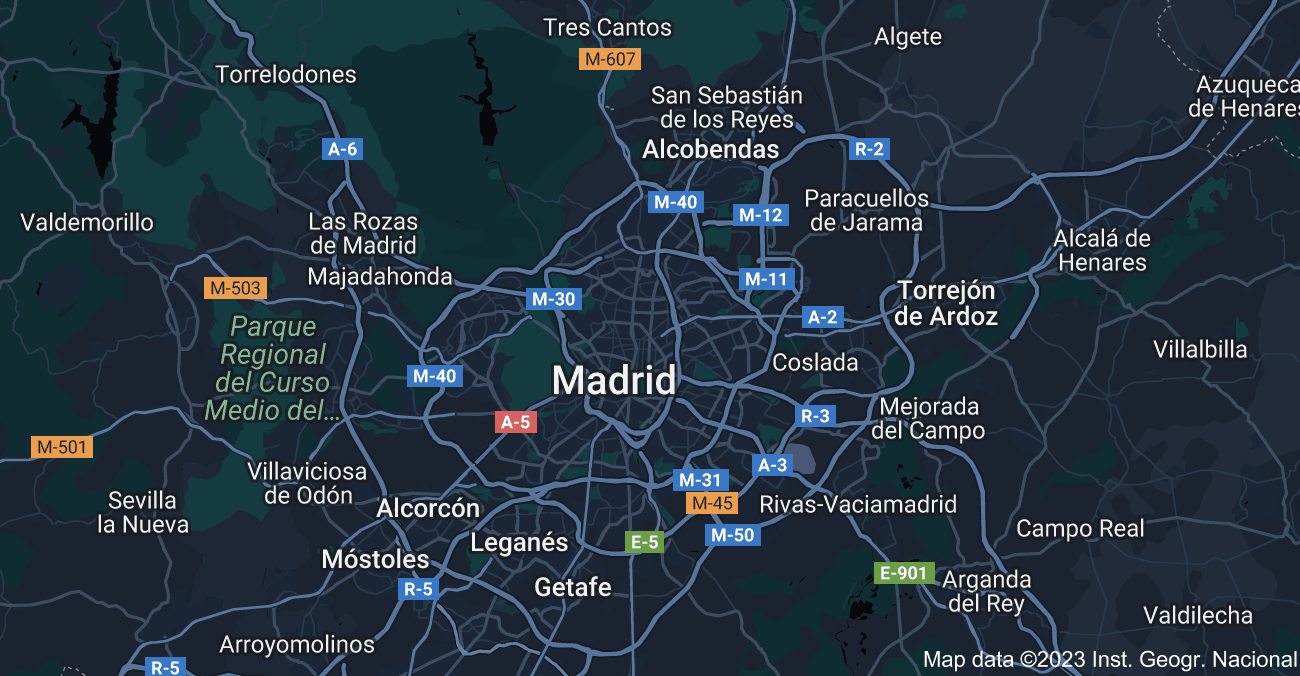 Tres Cantos
M-607
Algete
Torrelodones
Azuqueca
de Henares
San Sebastián
de los Reyes
Alcobendas
A-6
R-2
M-40
M-12
Paracuellos
de Jarama
Valdemorillo
Las Rozas
de Madrid
Alcalá de
Henares
Majadahonda
M-11
M-503
M-30
Torrejón
de Ardoz
A-2
Parque
Regional
del Curso
Medio del...
Villalbilla
Coslada
M-40
Madrid
A-5
R-3
Mejorada
del Campo
M-501
A-3
Villaviciosa
de Odón
M-31
M-45
Rivas-Vaciamadrid
Sevilla
la Nueva
Alcorcón
Campo Real
M-50
E-5
Leganés
Móstoles
E-901
R-5
Getafe
Arganda
del Rey
Valdilecha
Arroyomolinos
R-5
Map data ©2023 Inst. Geogr. Nacional